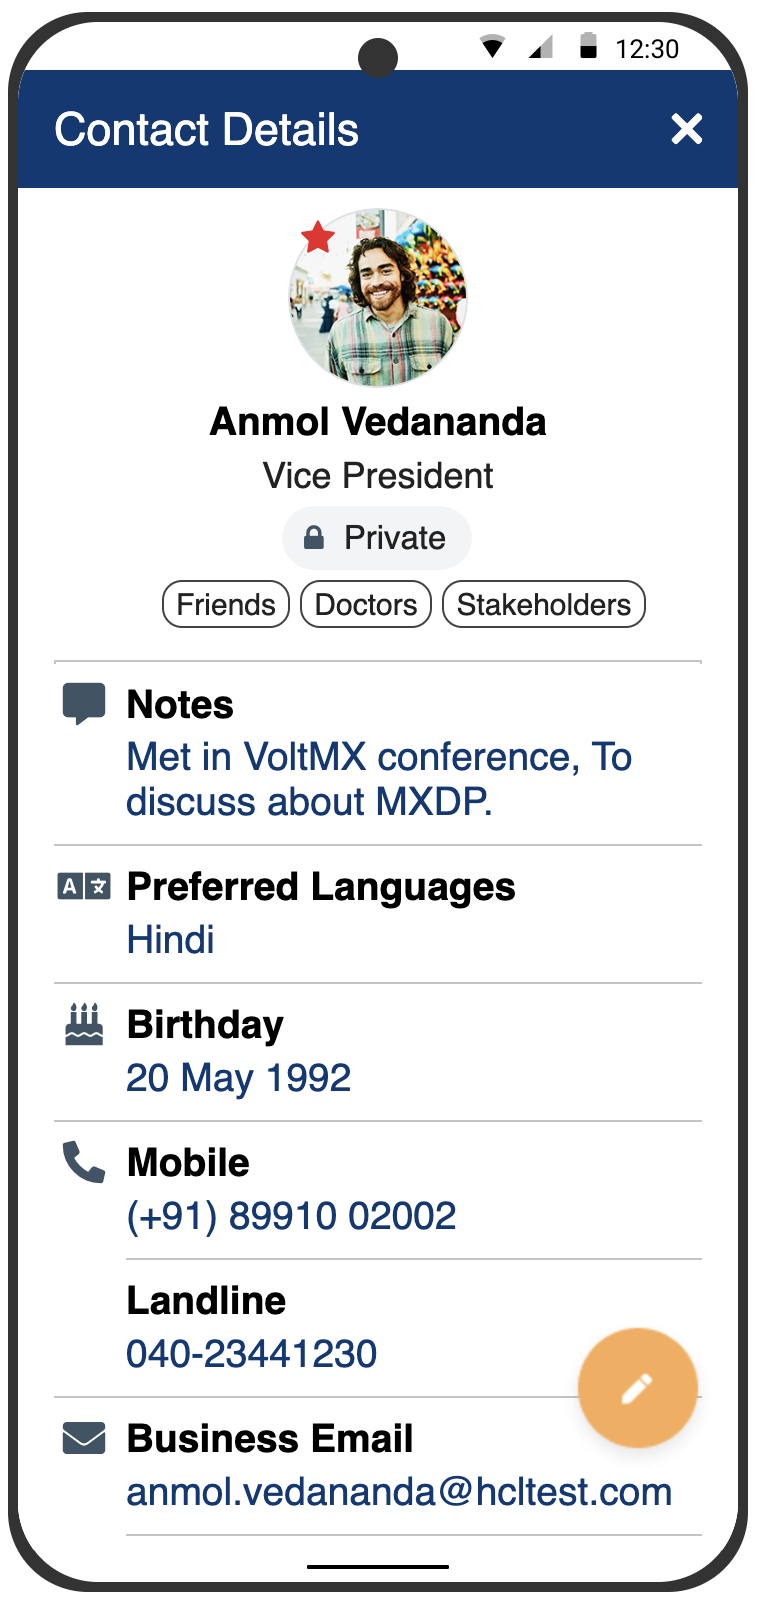 12:30
Contact Details
Anmol Vedananda
Vice President
Private
Friends Doctors Stakeholders
Notes
Met in VoltMX conference, To
discuss about MXDP.
A 文 Preferred Languages
Hindi
Birthday
20 May 1992
Mobile
(+91) 89910 02002
Landline
040-23441230
Business Email
anmol.vedananda@hcltest.com